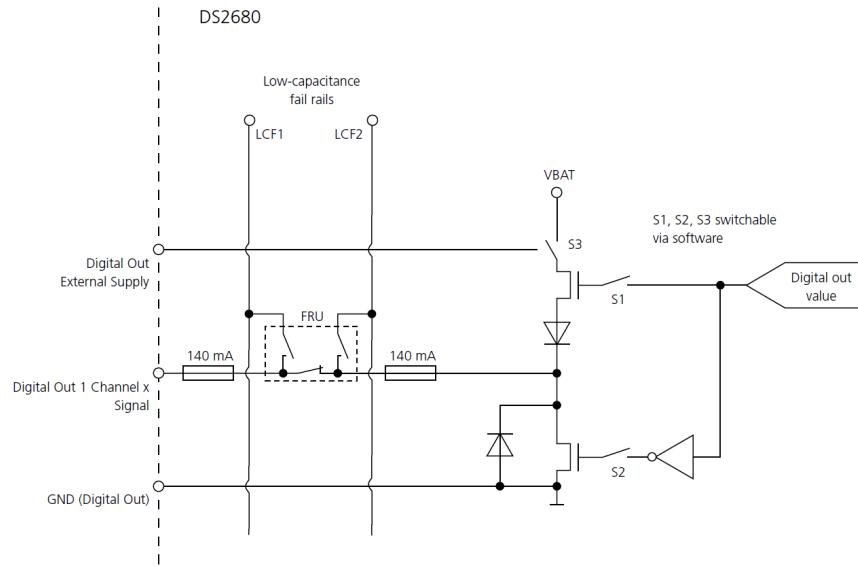 DS2680
Low-capacitance
fail rails
LCF1
LCF2
VBAT
S3
S1, S2, S3 switchable
via software
Digital Out
External Supply
S1
Digital out
value
FRU
140 mA
140 mA
Digital Out 1 Channel x
Signal
S2
GND (Digital Out)